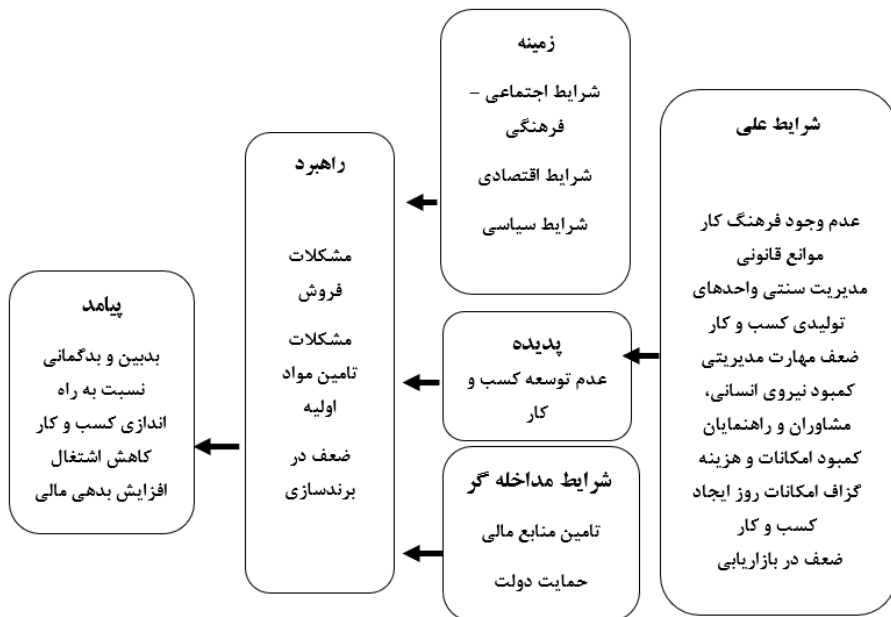 زمینه
شرایط اجتماعی –
فرهنگی
شرایط اقتصادی
شرایط سیاسی
شرایط علی
عدم وجود فرهنگ کار
موانع قانونی
مدیریت سنتی واحدهای
تولیدی کسب و کار
ضعف مهارت مدیریتی
کمبود نیروی انسانی،
مشاوران و راهنمایان
کمبود امکانات و هزینه
گزاف امکانات روز ایجاد
کسب و کار
ضعف در بازاریابی
پدیده
عدم توسعه کسب و
کار
شرایط مداخله گر
تامین منابع مالی
حمایت دولت
راهبرد
مشکلات
فروش
مشکلات
تامین مواد
اولیه
ضعف در
برندسازی
پیامد
بدبین و بدگمانی
نسبت به راه
اندازی کسب و کار
کاهش اشتغال
افزایش بدهی مالی